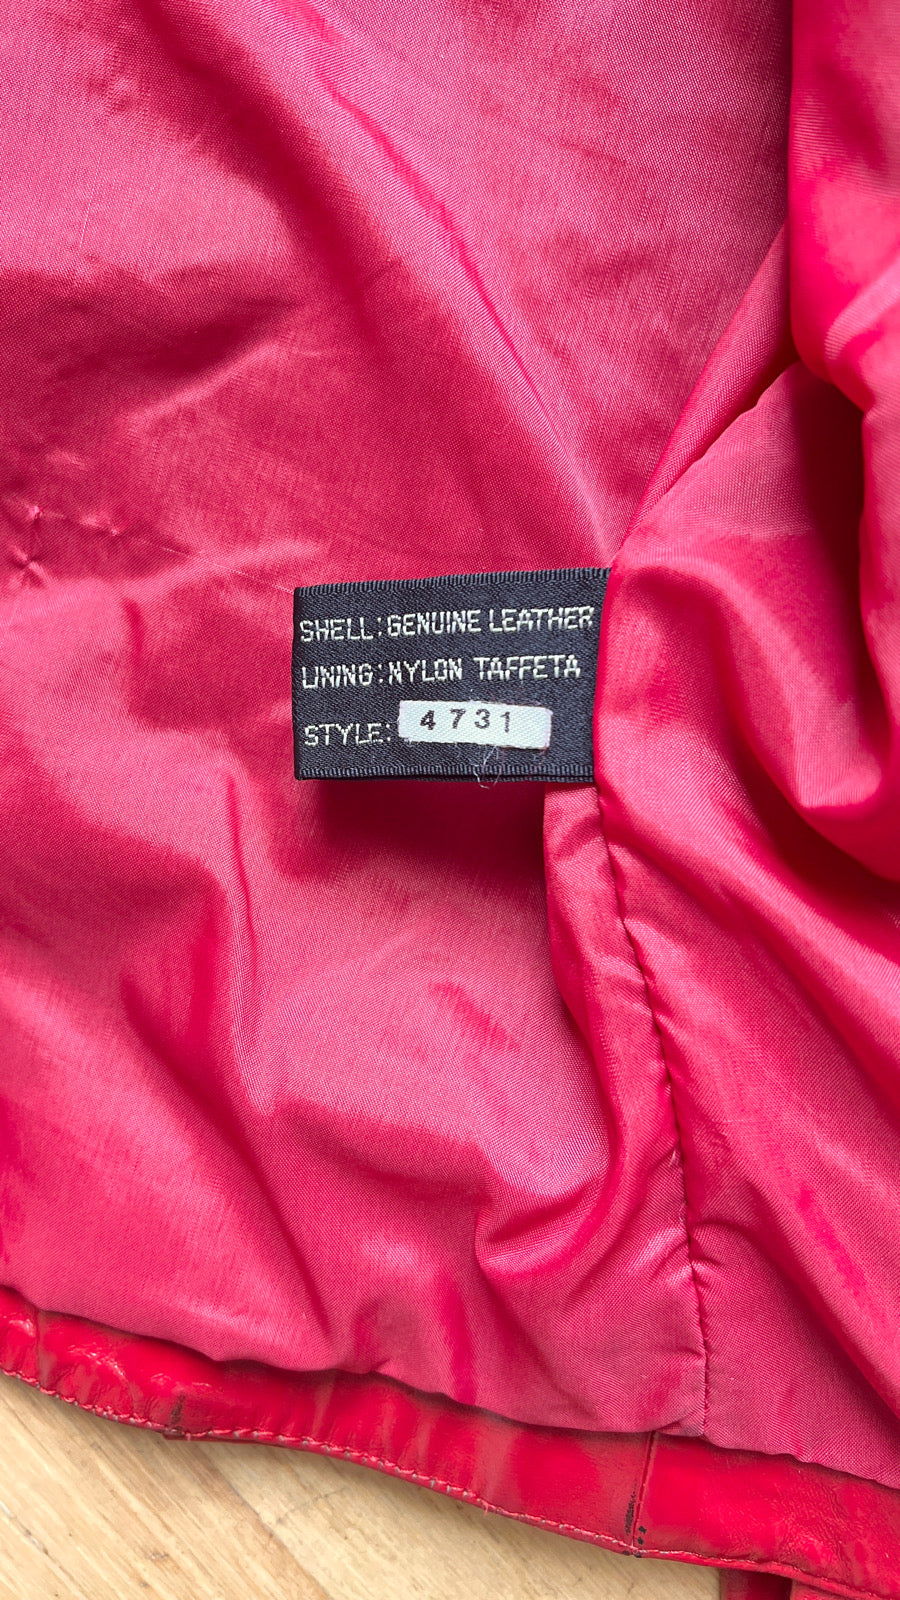 SHELL:GENUINE LEATHER
LINING:NYLON TAFFETA
STYLE: 4731